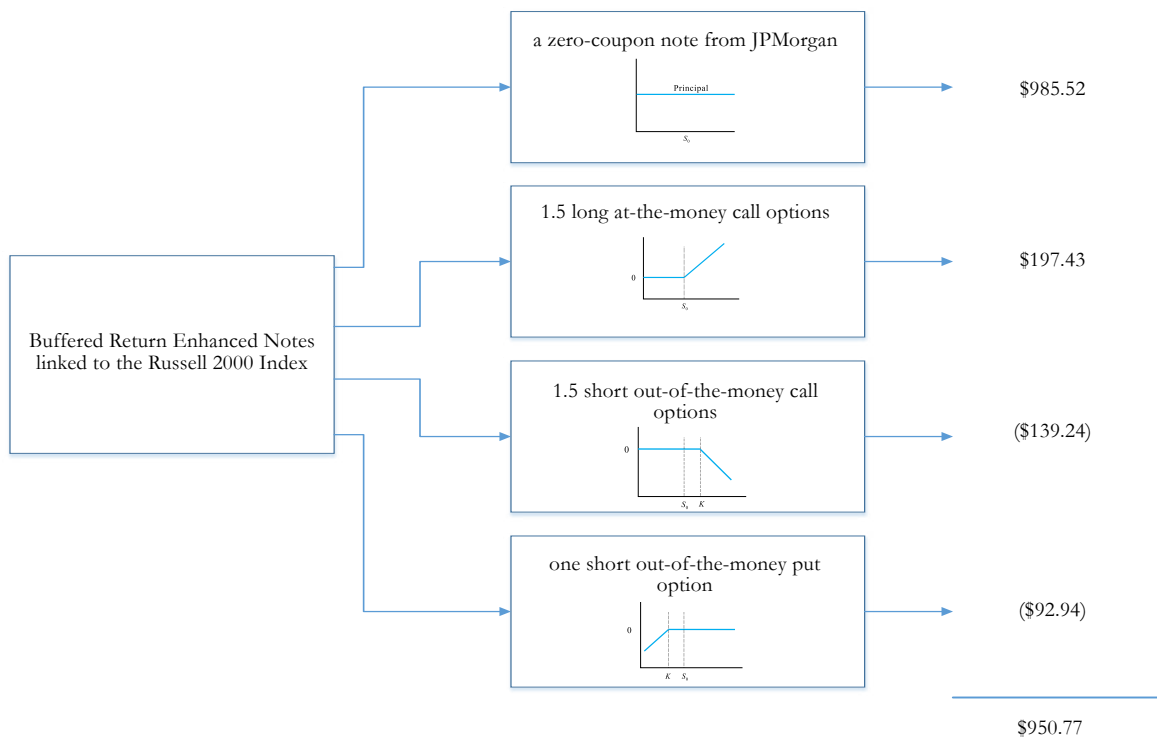 a zero-coupon note from JPMorgan
Principal
S₀
$985.52
1.5 long at-the-money call options
0
S₀
$197.43
Buffered Return Enhanced Notes
linked to the Russell 2000 Index
1.5 short out-of-the-money call
options
0
S₀ K
($139.24)
one short out-of-the-money put
option
0
K S₀
($92.94)
$950.77